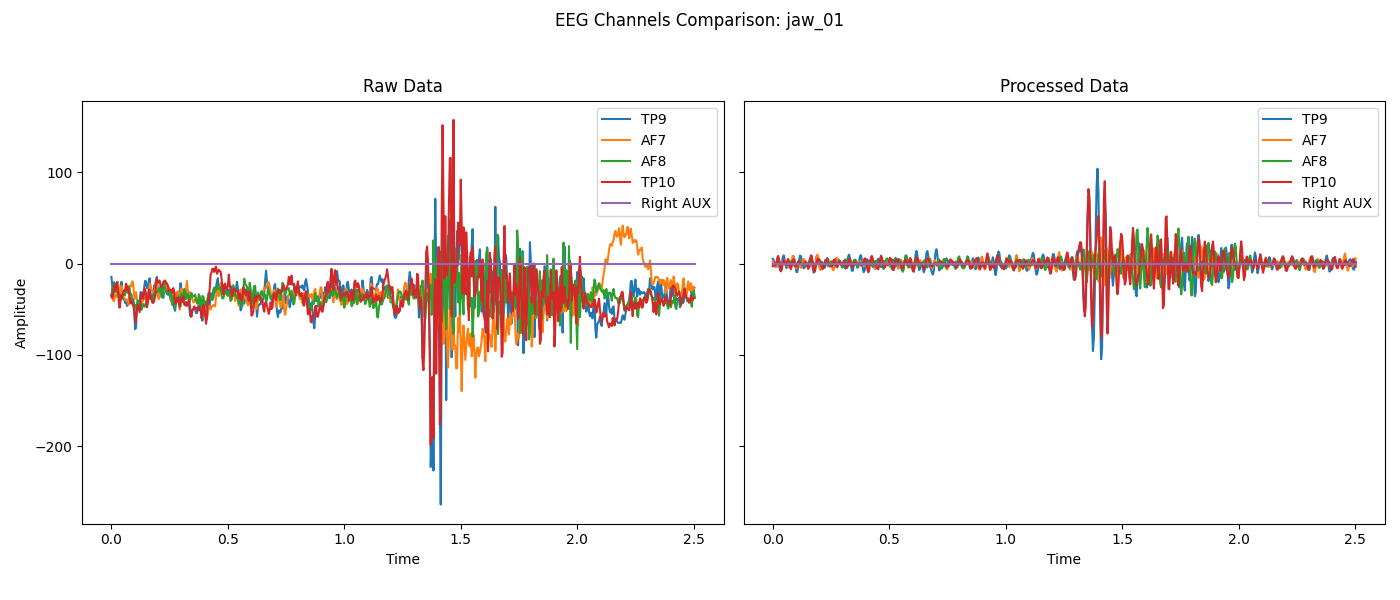 EEG Channels Comparison: jaw_01
Raw Data
Processed Data
Amplitude
100
0
−100
−200
TP9
AF7
AF8
TP10
Right AUX
TP9
AF7
AF8
TP10
Right AUX
0.0 0.5 1.0 1.5 2.0 2.5
0.0 0.5 1.0 1.5 2.0 2.5
Time
Time